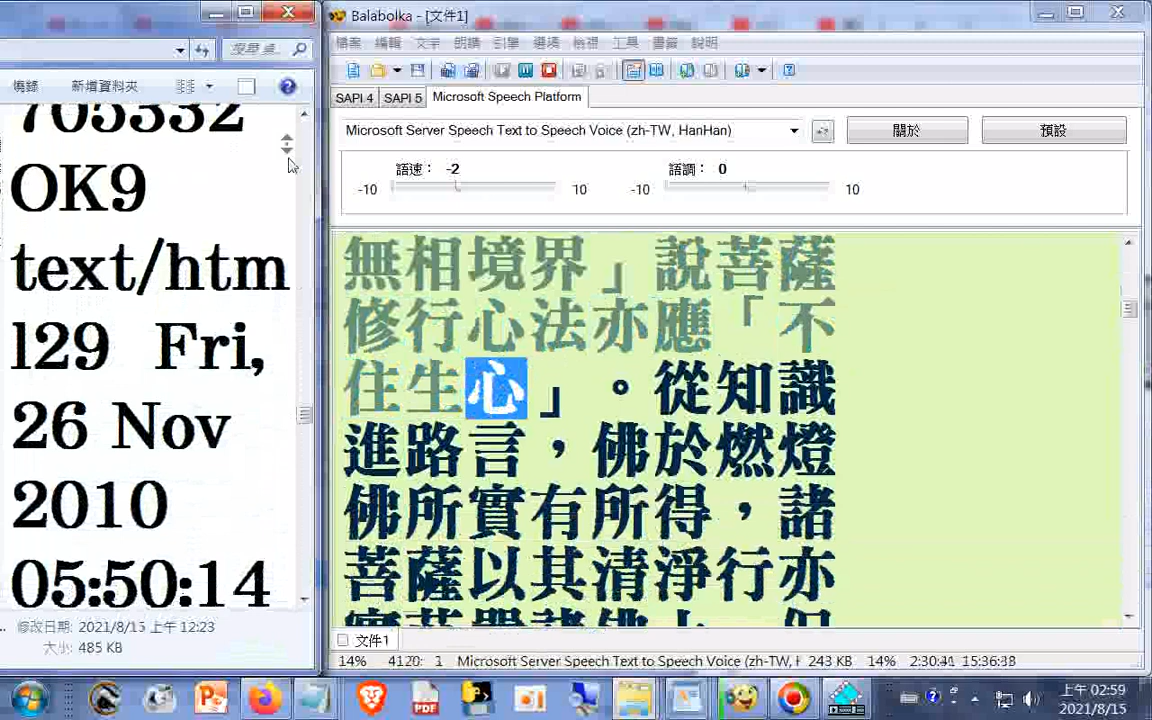 搜尋桌
燒錄 新增資料夾
705332
OK9
text/htm
l29 Fri,
26 Nov
2010
05:50:14
修改日期: 2021/8/15 上午 12:23
大小: 485 KB
Balabolka - [文件1]
檔案 編輯 文字 朗讀 引擎 選項 檢視 工具 書籤 說明
SAPI 4 SAPI 5 Microsoft Speech Platform
Microsoft Server Speech Text to Speech Voice (zh-TW, HanHan) 關於 預設
語速： -2 語調： 0
-10 10 -10 10
無相境界」說菩薩
修行心法亦應「不
住生心」。從知識
進路言，佛於燃燈
佛所實有所得，諸
菩薩以其清淨行亦
文件1
14% 4120: 1 Microsoft Server Speech Text to Speech Voice (zh-TW, H 243 KB 14% 2:30:41 15:36:38
PDF
上午 02:59
2021/8/15